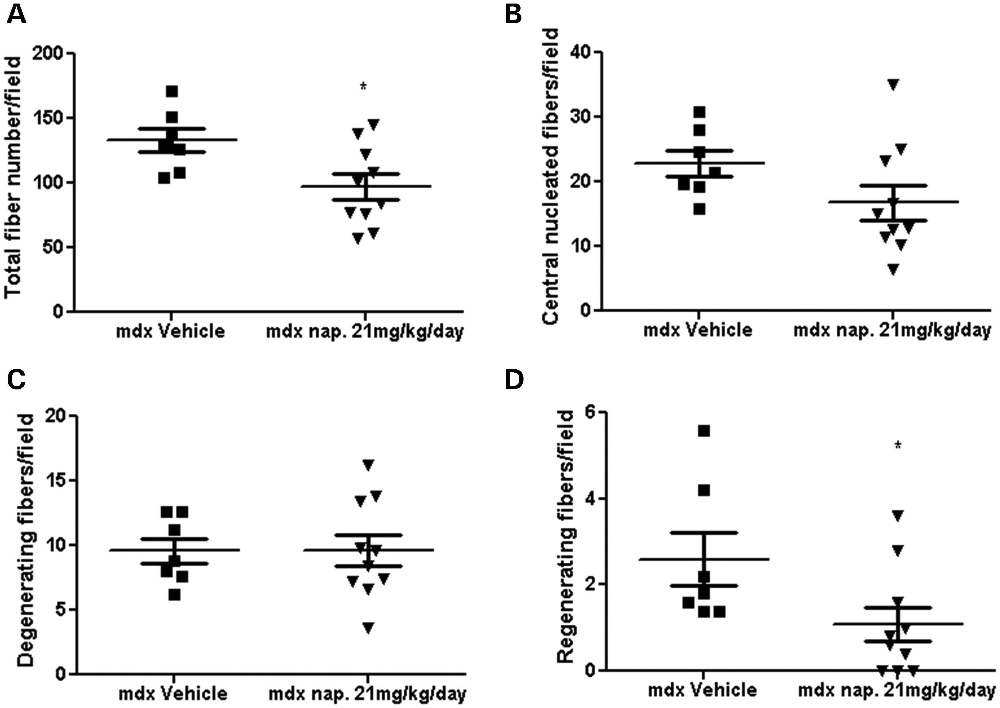 A
Total fiber number/field
200
150
100
50
0
*
mdx Vehicle
mdx nap. 21mg/kg/day
B
Central nucleated fibers/field
40
30
20
10
0
mdx Vehicle
mdx nap. 21mg/kg/day
C
Degenerating fibers/field
20
15
10
5
0
mdx Vehicle
mdx nap. 21mg/kg/day
D
Regenerating fibers/field
6
4
2
0
*
mdx Vehicle
mdx nap. 21mg/kg/day